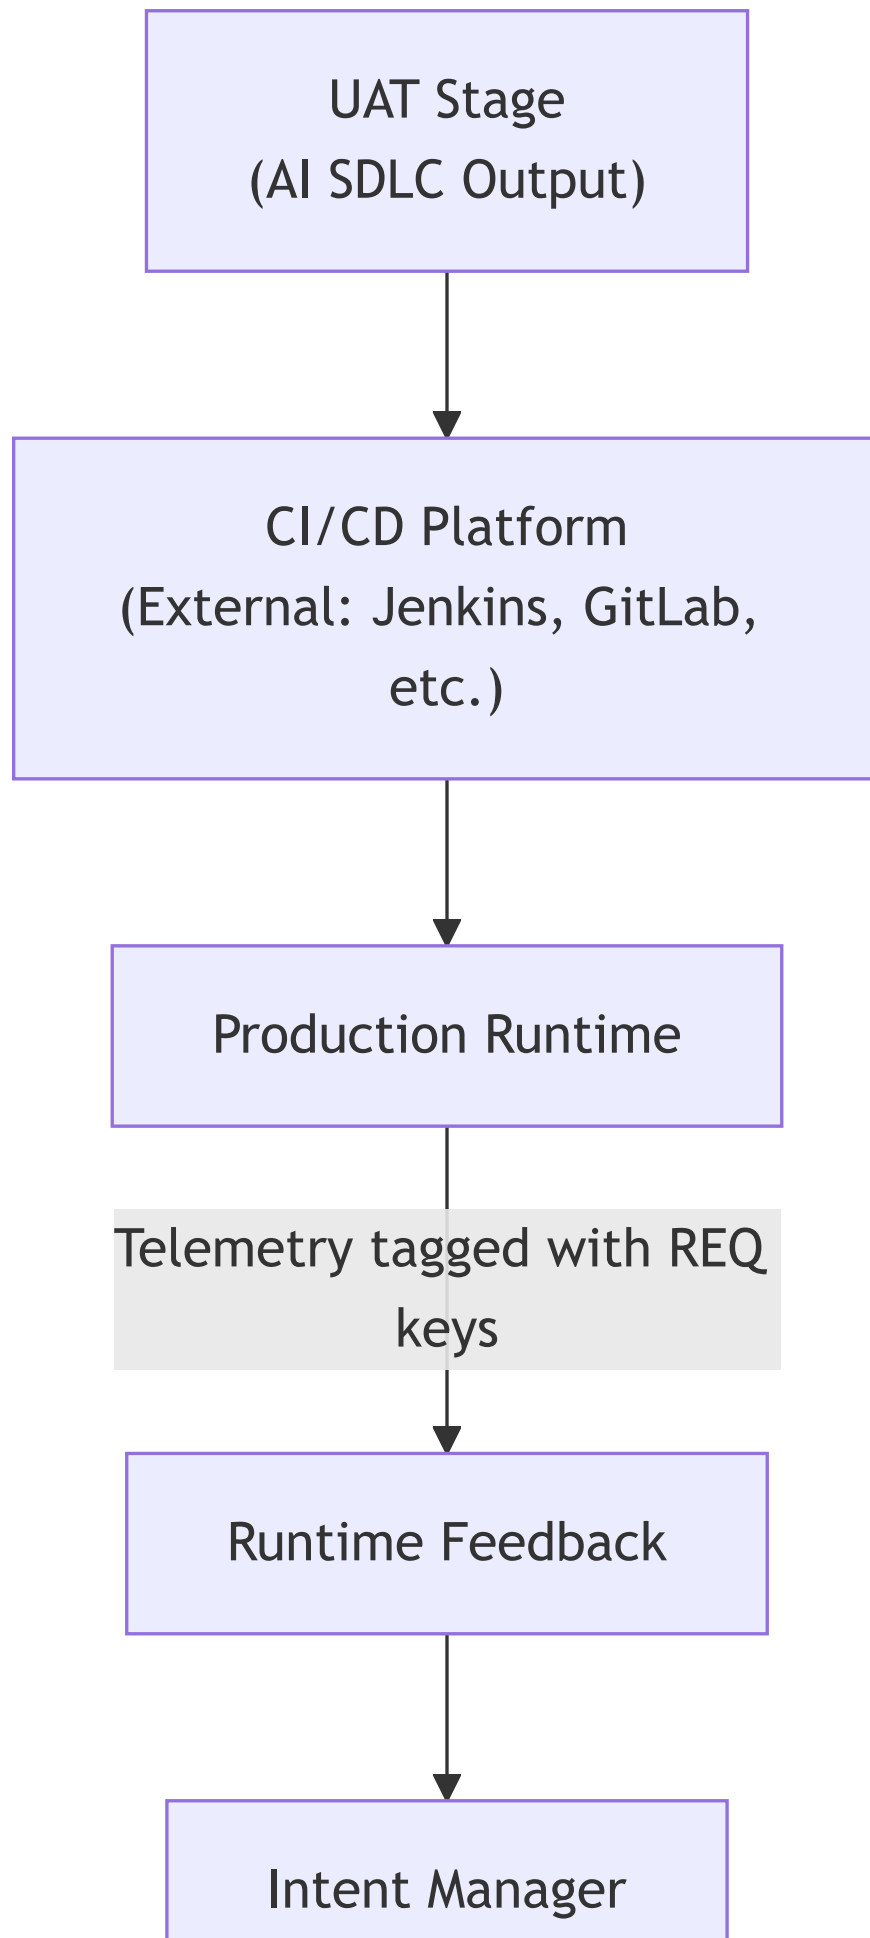 UAT Stage
(AI SDLC Output)
CI/CD Platform
(External: Jenkins, GitLab,
etc.)
Production Runtime
Telemetry tagged with REQ
keys
Runtime Feedback
Intent Manager